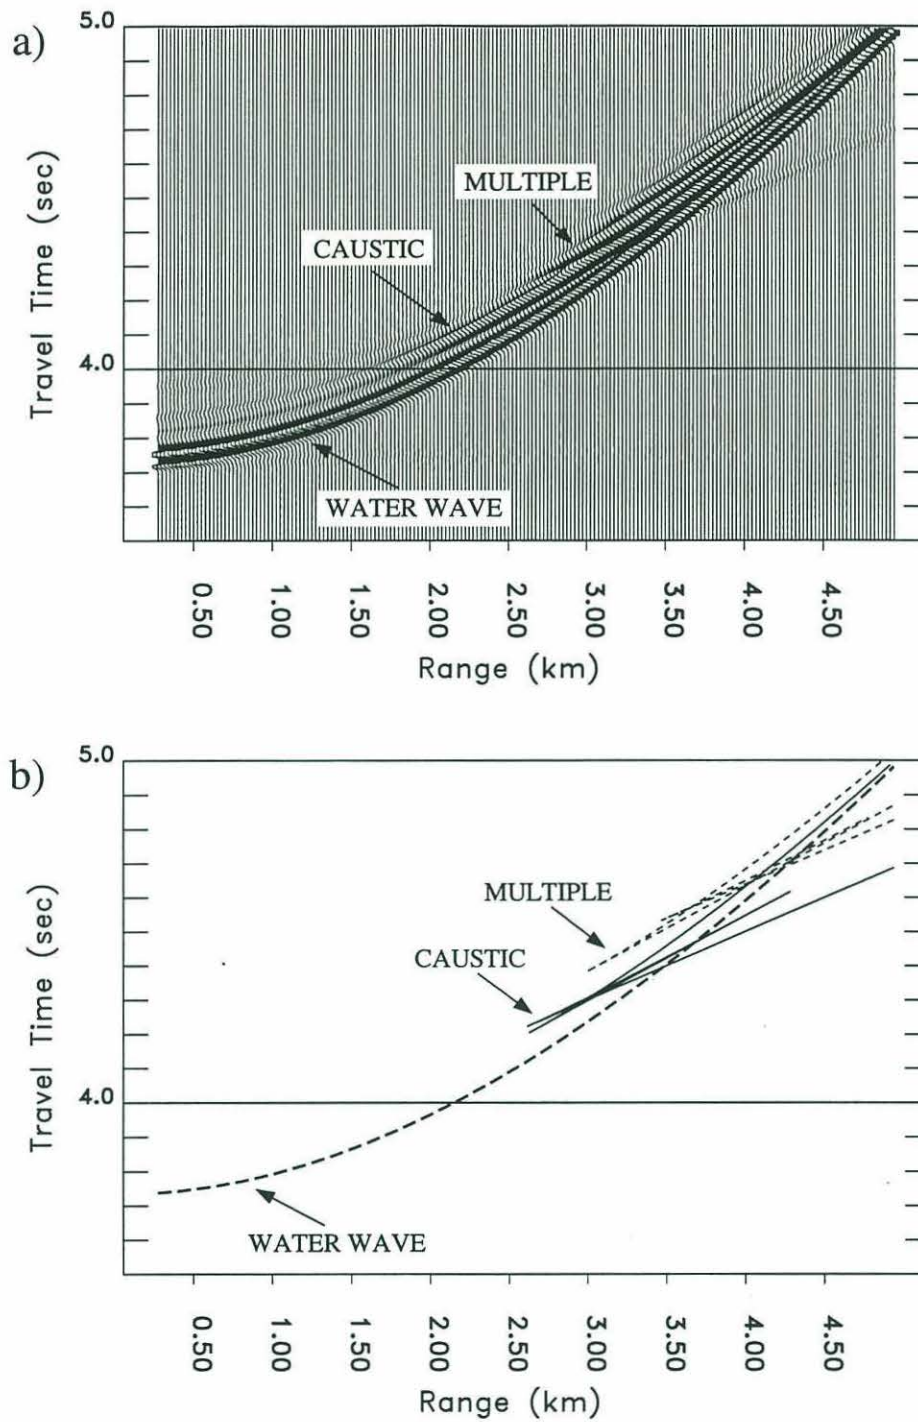 a)
5.0
MULTIPLE
CAUSTIC
4.0
WATER WAVE
Travel Time (sec)
0.50
1.00
1.50
2.00
2.50
3.00
3.50
4.00
4.50
Range (km)
b)
5.0
MULTIPLE
CAUSTIC
4.0
WATER WAVE
Travel Time (sec)
0.50
1.00
1.50
2.00
2.50
3.00
3.50
4.00
4.50
Range (km)